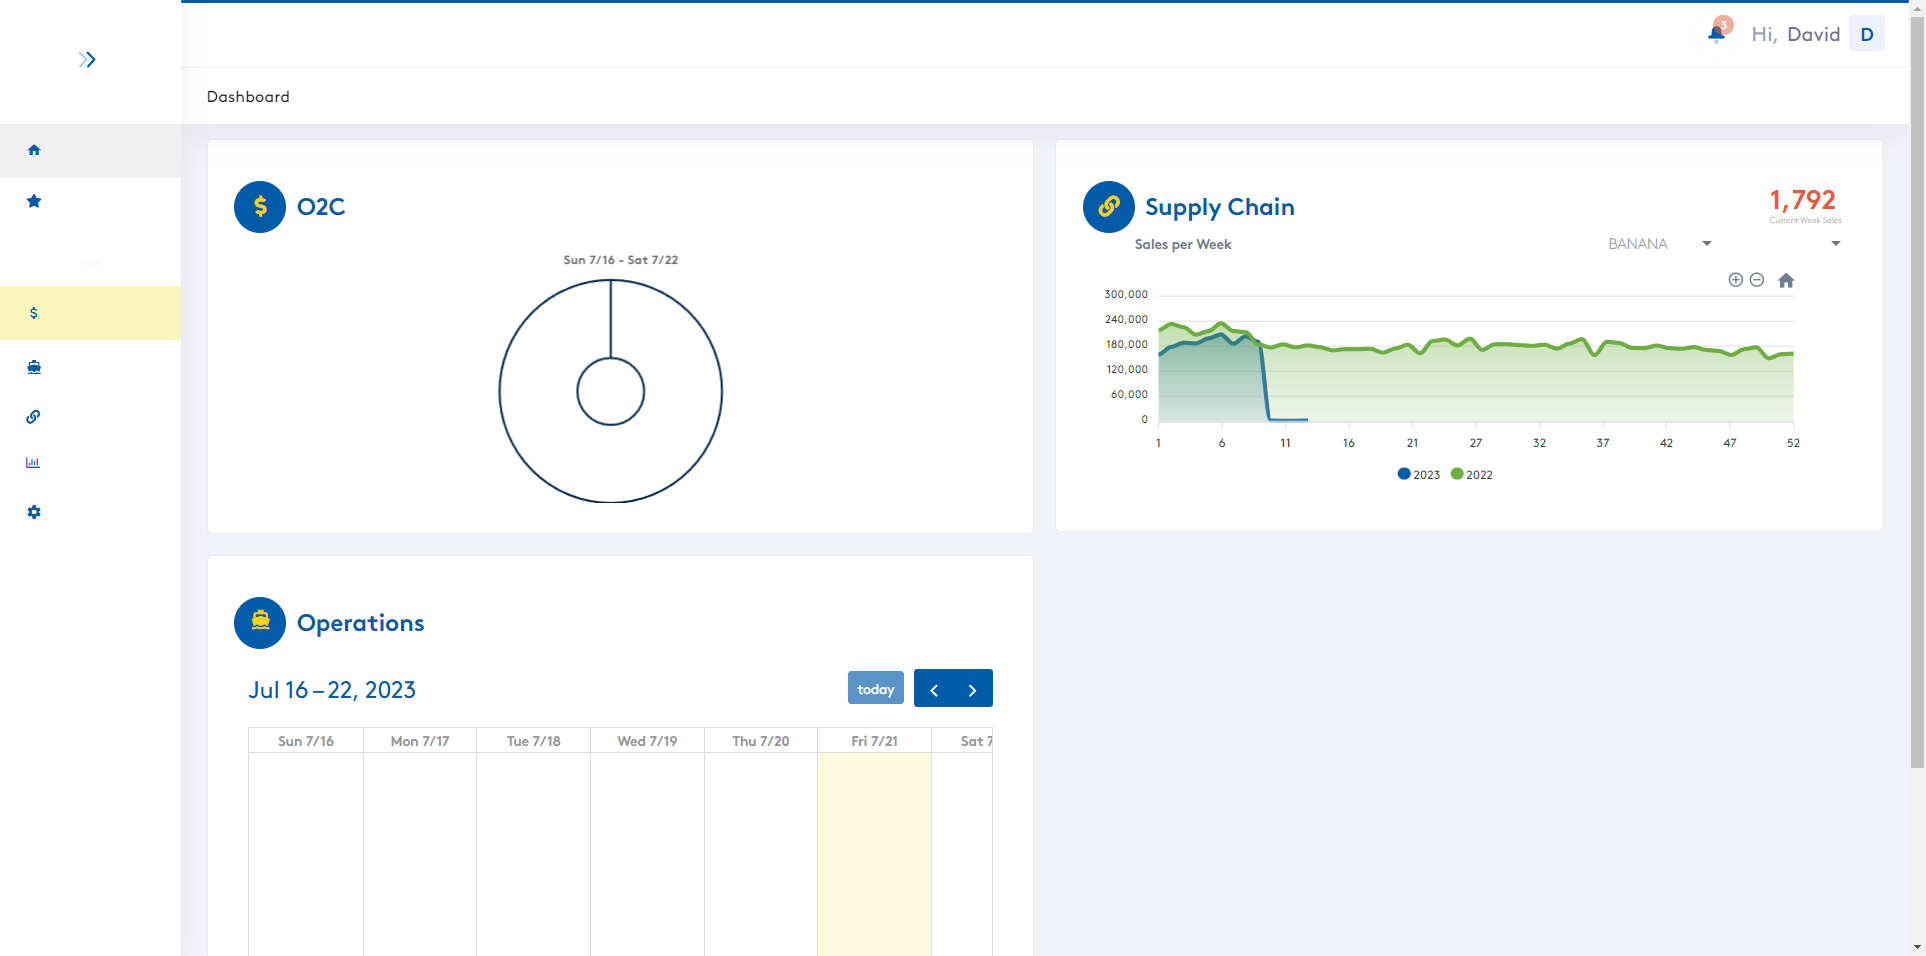 3
Hi, David D
Dashboard
$ O2C
Sun 7/16 - Sat 7/22
Supply Chain
1,792
Current Week Sales
Sales per Week
BANANA
300,000
240,000
180,000
120,000
60,000
0
1 6 11 16 21 27 32 37 42 47 52
2023 2022
...
$
Operations
Jul 16 – 22, 2023
today
Sun 7/16 Mon 7/17 Tue 7/18 Wed 7/19 Thu 7/20 Fri 7/21 Sat 7